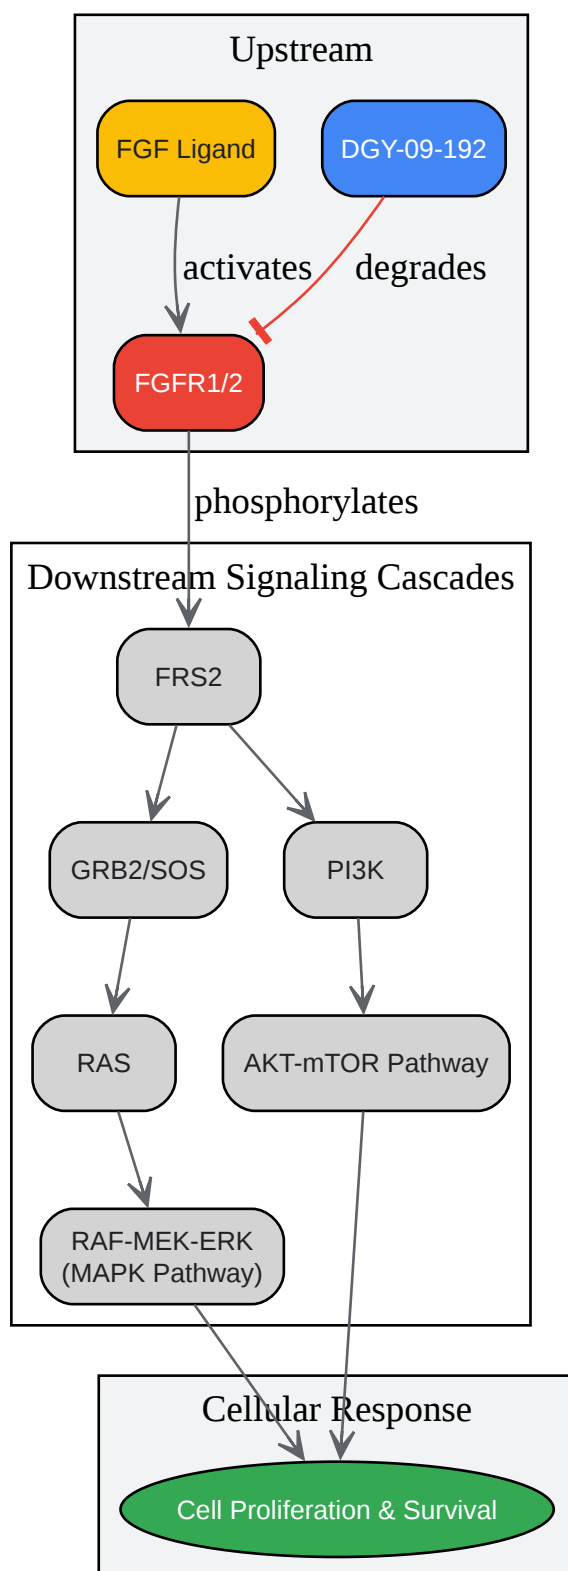 Upstream
FGF Ligand
DGY-09-192
activates
degrades
FGFR1/2
phosphorylates
Downstream Signaling Cascades
FRS2
GRB2/SOS
PI3K
RAS
AKT-mTOR Pathway
RAF-MEK-ERK
(MAPK Pathway)
Cellular Response
Cell Proliferation & Survival